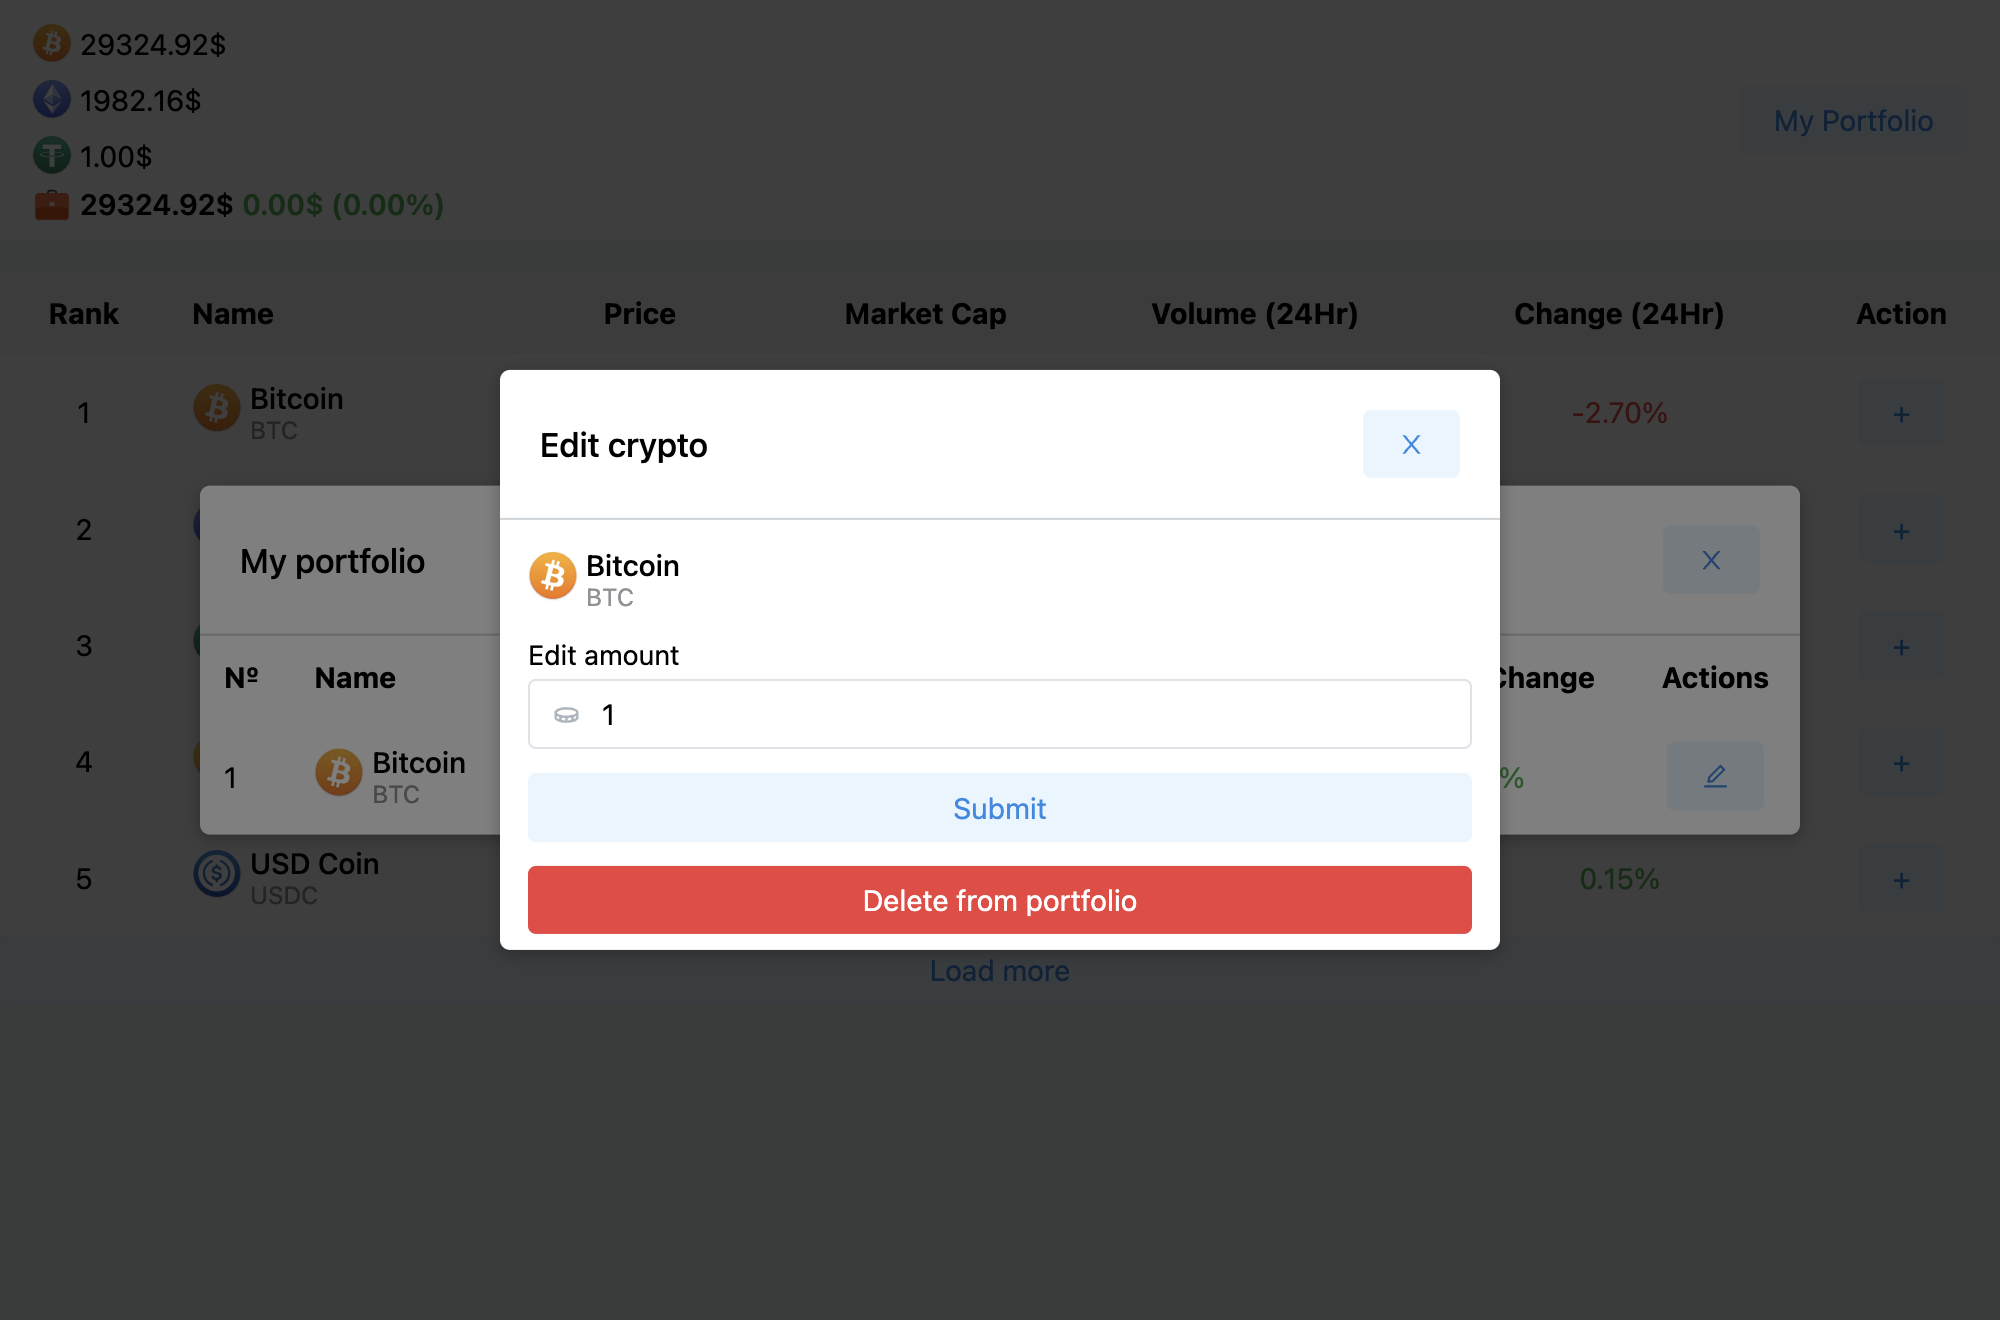 29324.92$
1982.16$
1.00$
29324.92$ 0.00$ (0.00%)
My Portfolio
Rank Name Price Market Cap Volume (24Hr) Change (24Hr) Action
1 Bitcoin -2.70% +
BTC
Edit crypto X
2 +
My portfolio X
Bitcoin
BTC
3 +
Edit amount
Nº Name Change Actions
1
4 +
1 Bitcoin %
BTC
Submit
5 USD Coin 0.15% +
USDC
Delete from portfolio
Load more